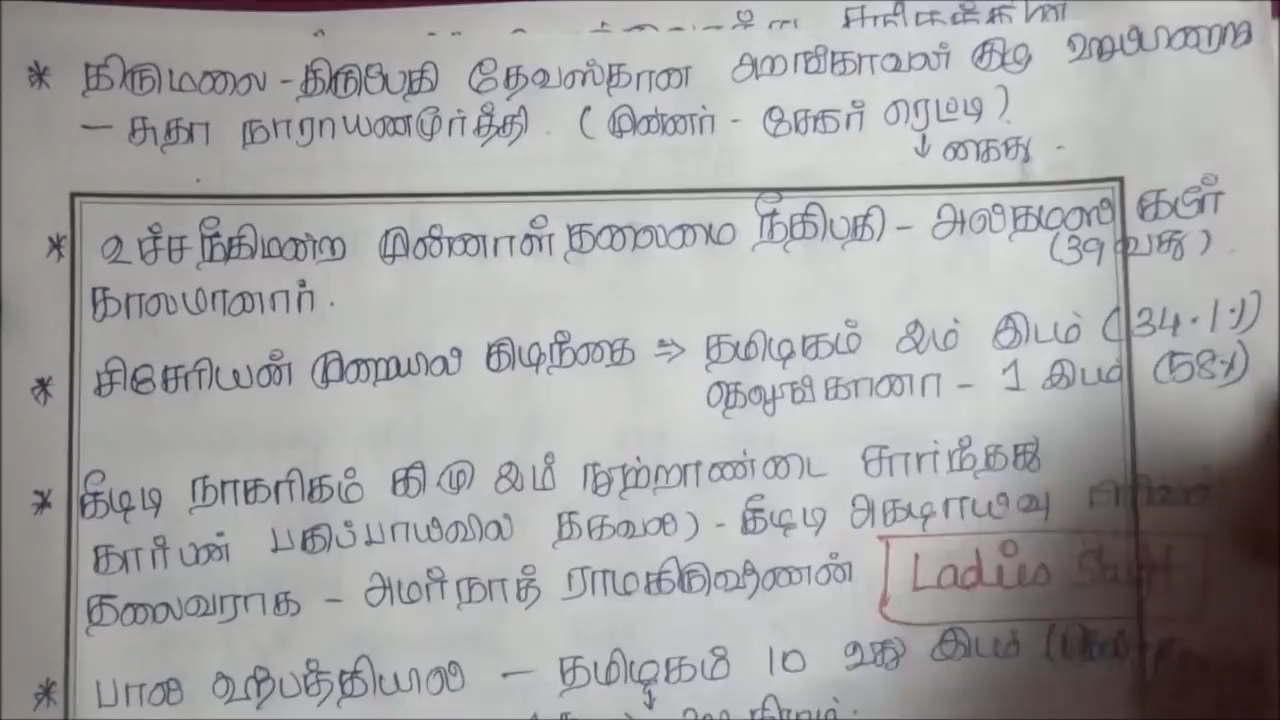 * திருமலை - திருபதி தேவஸ்தான அறங்காவலர் குழு
- சுதா நாராயணமூர்த்தி. (முன்னர் - சேகர் ரெட்டி)
↓ கைது.
* உச்சநீதிமன்ற முன்னாள் தலைமை நீதிபதி - அல்தமஸ் கபீர்
(39 வது)
காலமானார்.
* சிசேரியன் முறையில் கிடிநகை ⇒ தமிழகம் 2ம் இடம் (34.1%)
தெலுங்கானா - 1 இடம் (58%)
* கீழடி நாகரிகம் கி மு 2ம் நூற்றாண்டை சார்ந்தது
கார்பன் பகுப்பாய்வில் தகவல்) - கீழடி அகழாய்வு
தலைவராக - அமர்நாத் ராமகிருஷ்ணன் Ladies
* பால் உற்பத்தியில் - தமிழகம் 10 வது இடம்